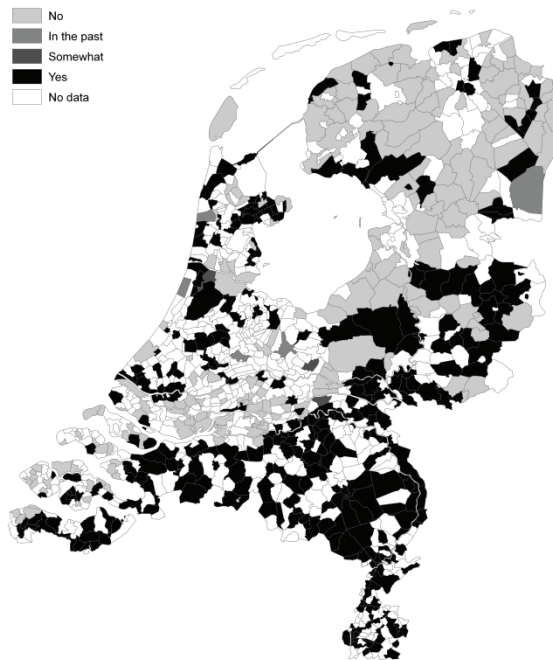 No
In the past
Somewhat
Yes
No data